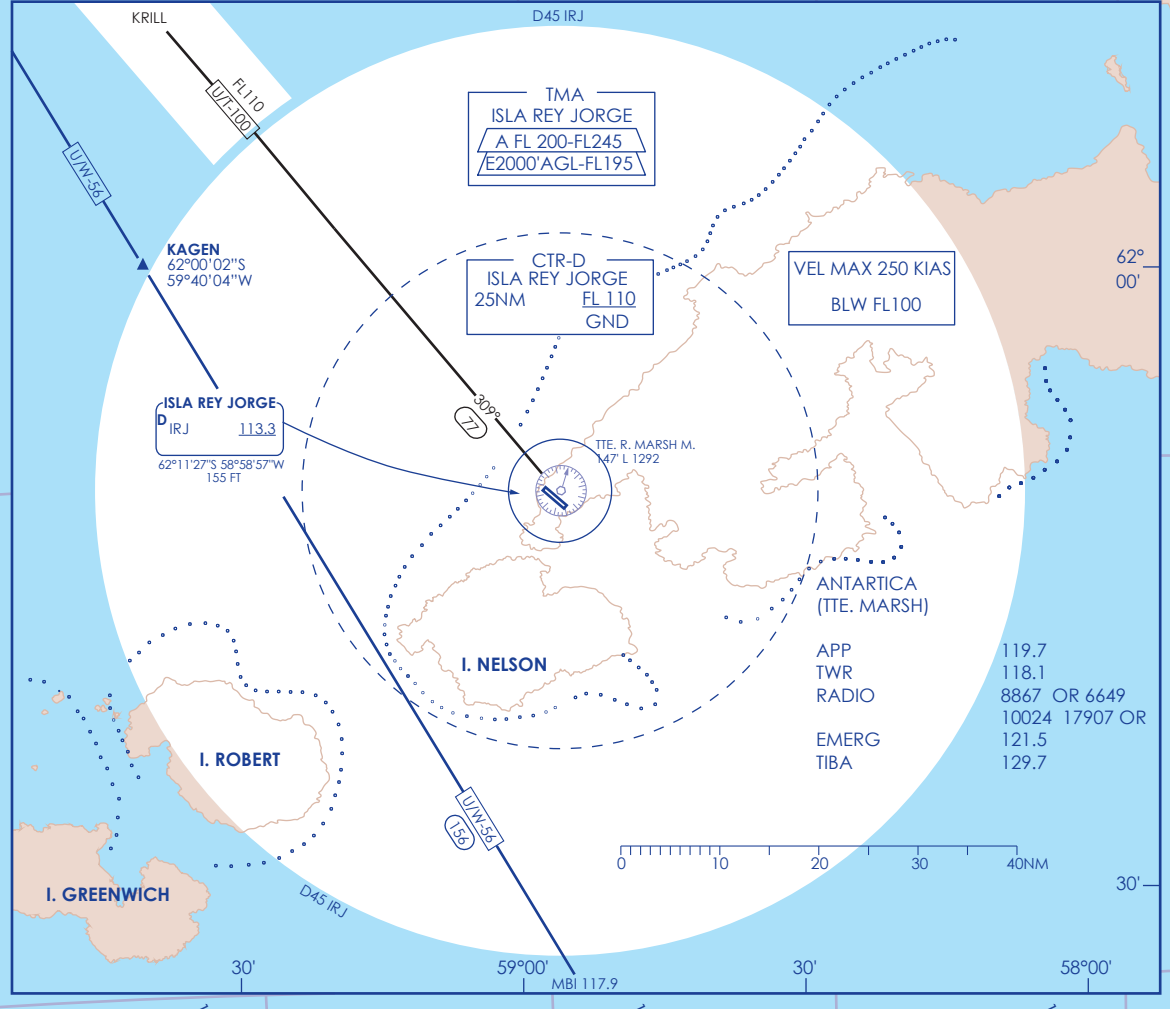 KRILL
D45 IRJ
FL110
U/T-100
TMA
ISLA REY JORGE
A FL 200-FL245
E2000'AGL-FL195
U/W-56
KAGEN
62°00'02"S
59°40'04"W
CTR-D
ISLA REY JORGE
25NM FL 110
GND
VEL MAX 250 KIAS
BLW FL100
62°
00'
ISLA REY JORGE
D
IRJ 113.3
62°11'27"S 58°58'57"W
155 FT
309°
77
TTE. R. MARSH M.
147' L 1292
ANTARTICA
(TTE. MARSH)
APP 119.7
TWR 118.1
RADIO 8867 OR 6649
10024 17907 OR
EMERG 121.5
TIBA 129.7
I. NELSON
I. ROBERT
U/W-56
156
0 10 20 30 40NM
I. GREENWICH
D45 IRJ
30'
30' 59°00' 30' 58°00'
MBI 117.9